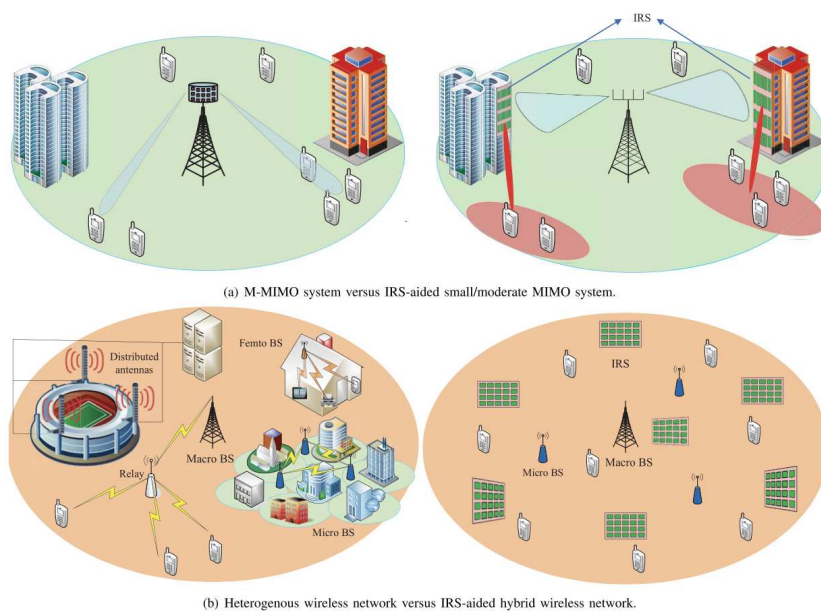 IRS
(a) M-MIMO system versus IRS-aided small/moderate MIMO system.
Distributed
antennas
Femto BS
Macro BS
Relay
Micro BS
IRS
Micro BS
Macro BS
(b) Heterogenous wireless network versus IRS-aided hybrid wireless network.